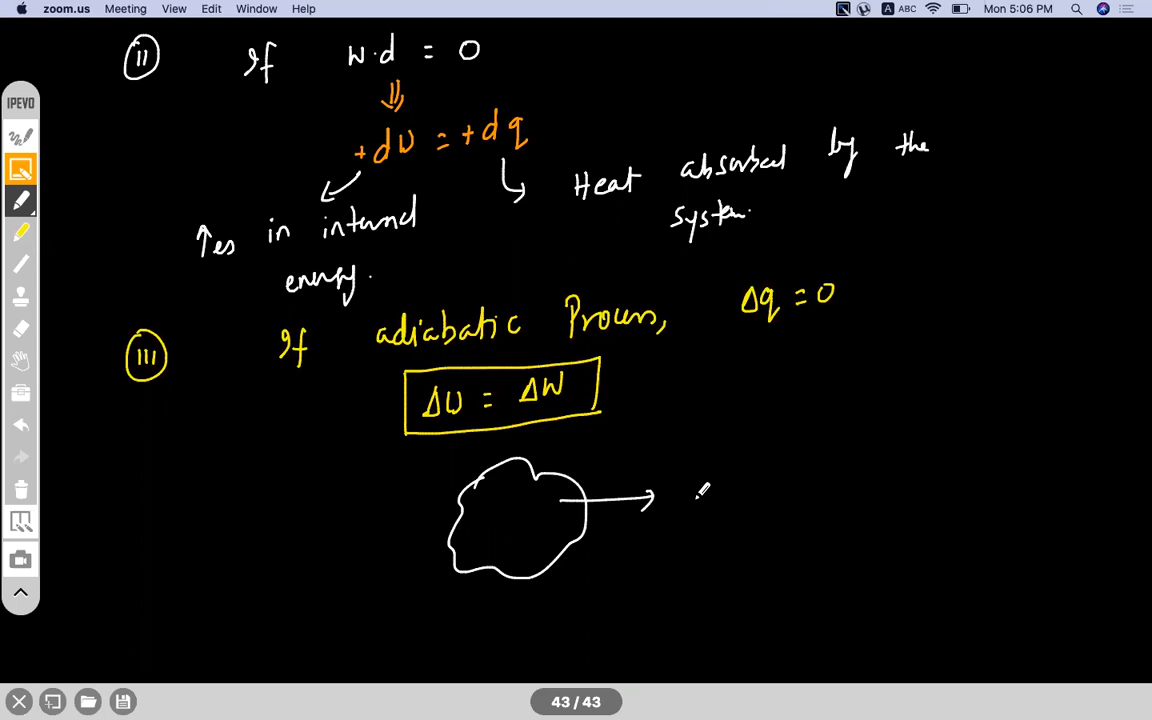 zoom.us Meeting View Edit Window Help A ABC Mon 5:06 PM
IPEVO
(ii) If W.d = 0
⇓
+dU = +dq
Heat absorbed by the
system.
↑es in internal
energy.
(iii) If adiabatic Process, Δq = 0
ΔU = ΔW
43 / 43